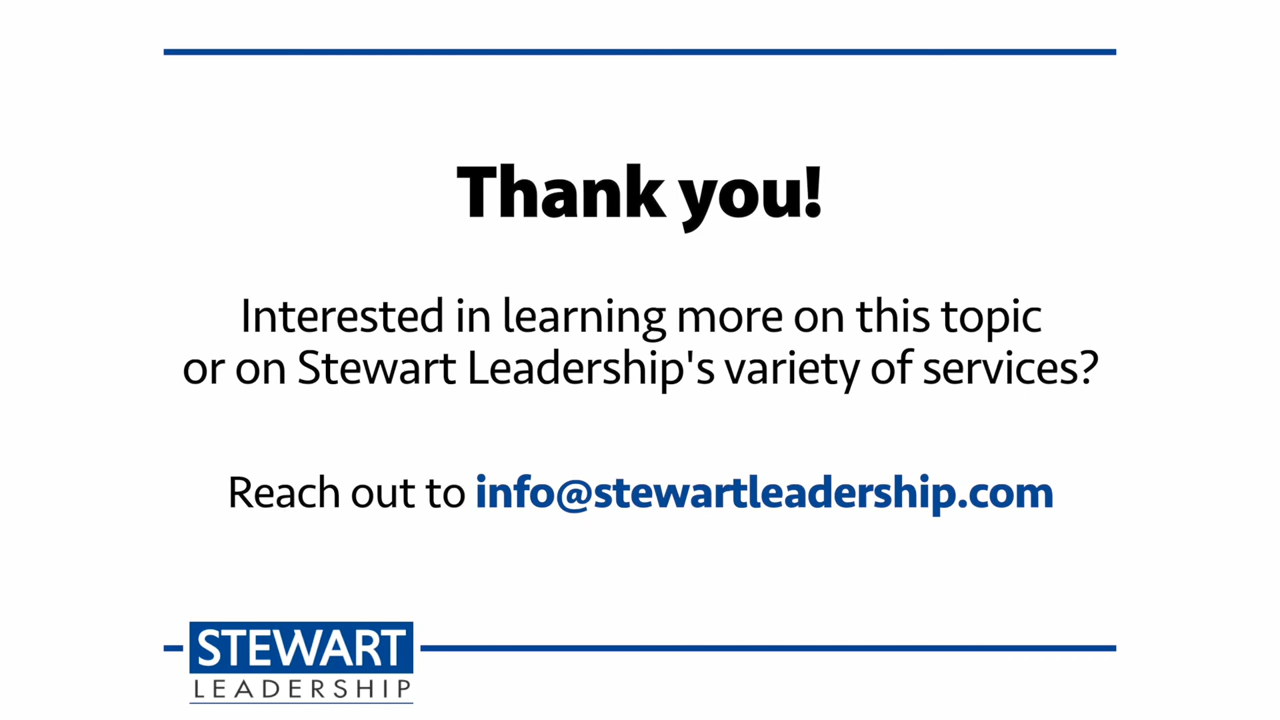 Thank you!
Interested in learning more on this topic
or on Stewart Leadership's variety of services?
Reach out to info@stewartleadership.com
STEWART
LEADERSHIP